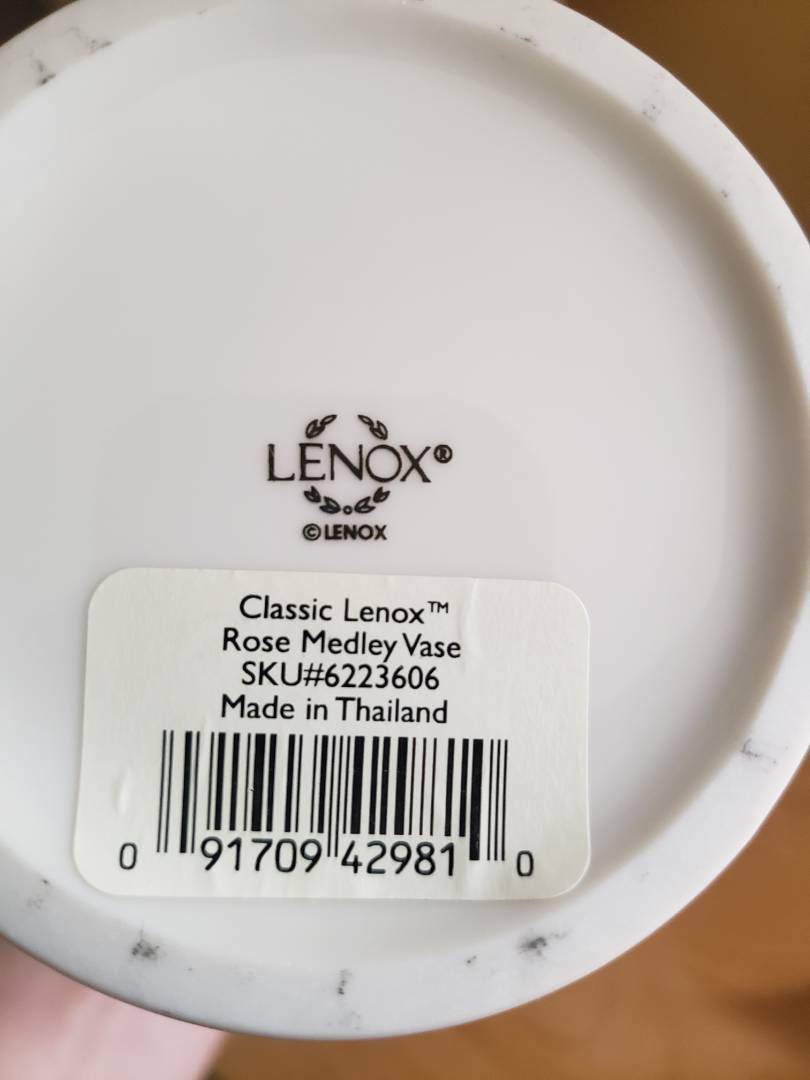 LENOX®
©LENOX
Classic Lenox™
Rose Medley Vase
SKU#6223606
Made in Thailand
0 91709 42981 0